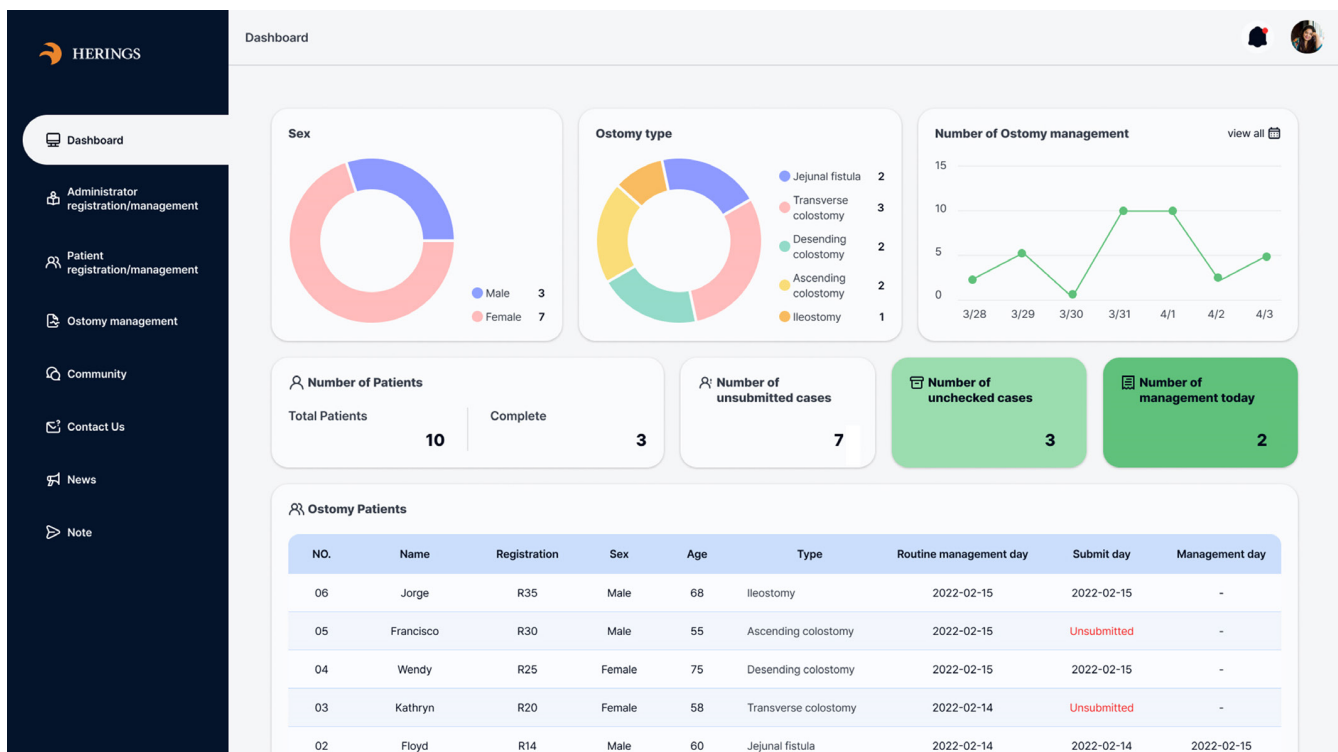 HERINGS
Dashboard
Dashboard
Administrator
registration/management
Patient
registration/management
Ostomy management
Community
Contact Us
News
Note
Sex
Male 3
Female 7
Ostomy type
Jejunal fistula 2
Transverse
colostomy 3
Desending
colostomy 2
Ascending
colostomy 2
Ileostomy 1
Number of Ostomy management view all
15
10
5
0
3/28 3/29 3/30 3/31 4/1 4/2 4/3
Number of Patients
Total Patients Complete
10 3
Number of
unsubmitted cases
7
Number of
unchecked cases
3
Number of
management today
2
Ostomy Patients
NO. Name Registration Sex Age Type Routine management day Submit day Management day
06 Jorge R35 Male 68 Ileostomy 2022-02-15 2022-02-15 -
05 Francisco R30 Male 55 Ascending colostomy 2022-02-15 Unsubmitted -
04 Wendy R25 Female 75 Desending colostomy 2022-02-15 2022-02-15 -
03 Kathryn R20 Female 58 Transverse colostomy 2022-02-14 Unsubmitted -
02 Floyd R14 Male 60 Jejunal fistula 2022-02-14 2022-02-14 2022-02-15